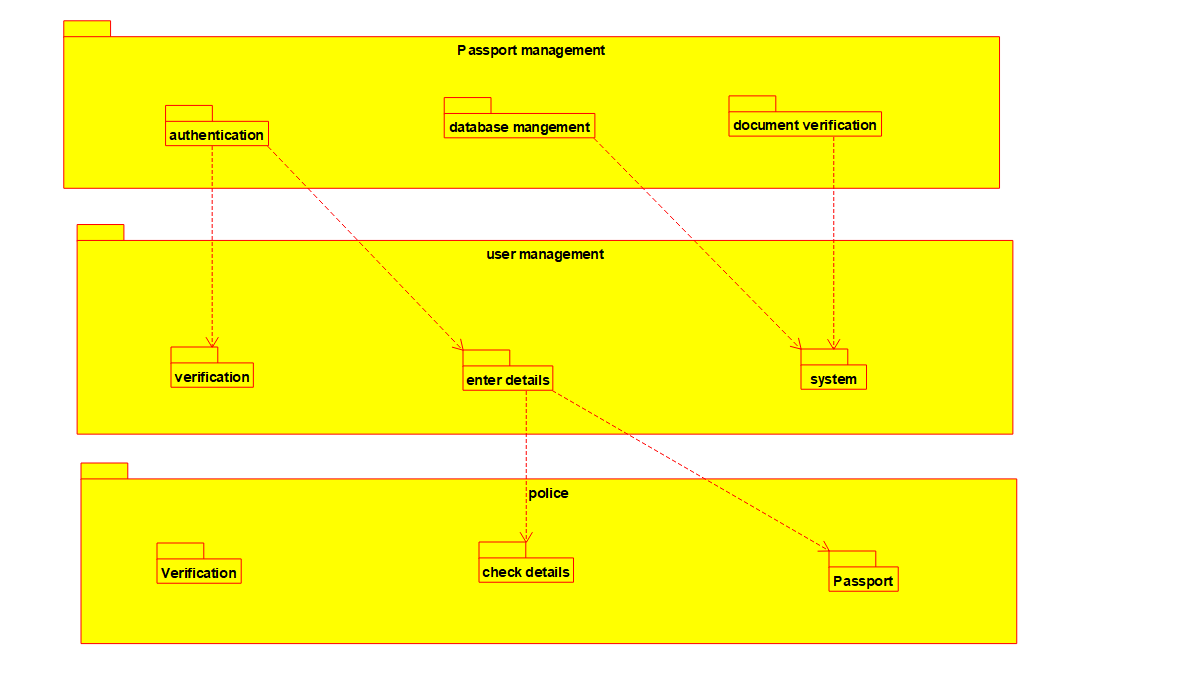 Passport management
authentication
database mangement
document verification
user management
verification
enter details
system
police
Verification
check details
Passport